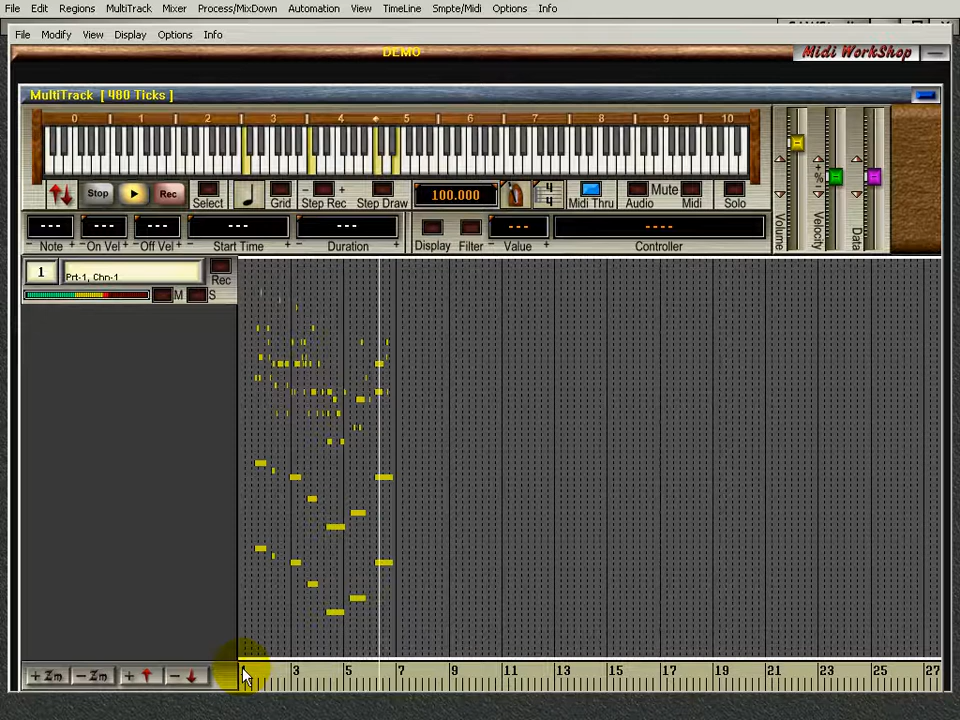 File Edit Regions MultiTrack Mixer Process/MixDown Automation View TimeLine Smpte/Midi Options Info
File Modify View Display Options Info
DEMO
Midi WorkShop
MultiTrack [ 480 Ticks ]
0 1 2 3 4 5 6 7 8 9 10
Stop Rec Select Grid - + Step Rec Step Draw 100.000 4 4 Midi Thru Audio Mute Midi Solo
--- --- --- --- --- --- ----
- Note + - On Vel + - Off Vel + - Start Time + - Duration + Display Filter - Value + Controller
Volume + % - Velocity Data
1 Prt-1, Chn-1 Rec
M S
+ Zm - Zm + -
1 3 5 7 9 11 13 15 17 19 21 23 25 27